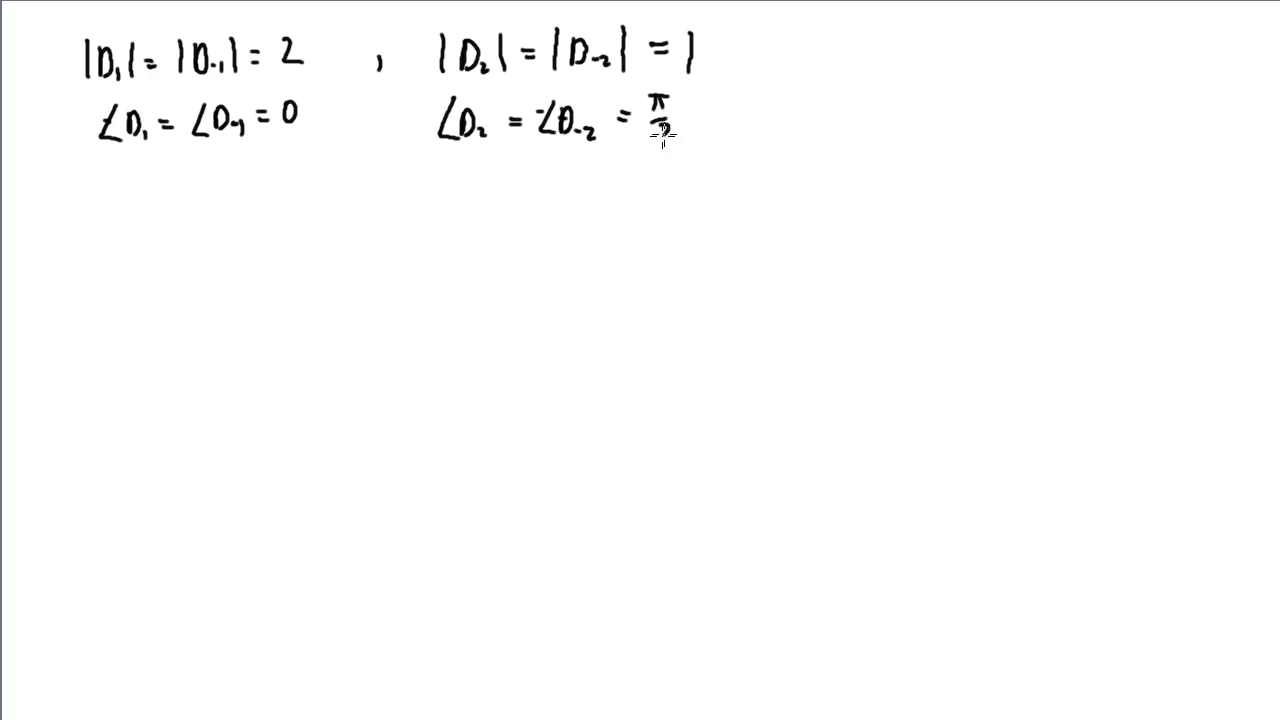 |D₁| = |D₋₁| = 2 , |D₂| = |D₋₂| = 1
∠D₁ = ∠D₋₁ = 0 ∠D₂ = -∠D₋₂ = π/2